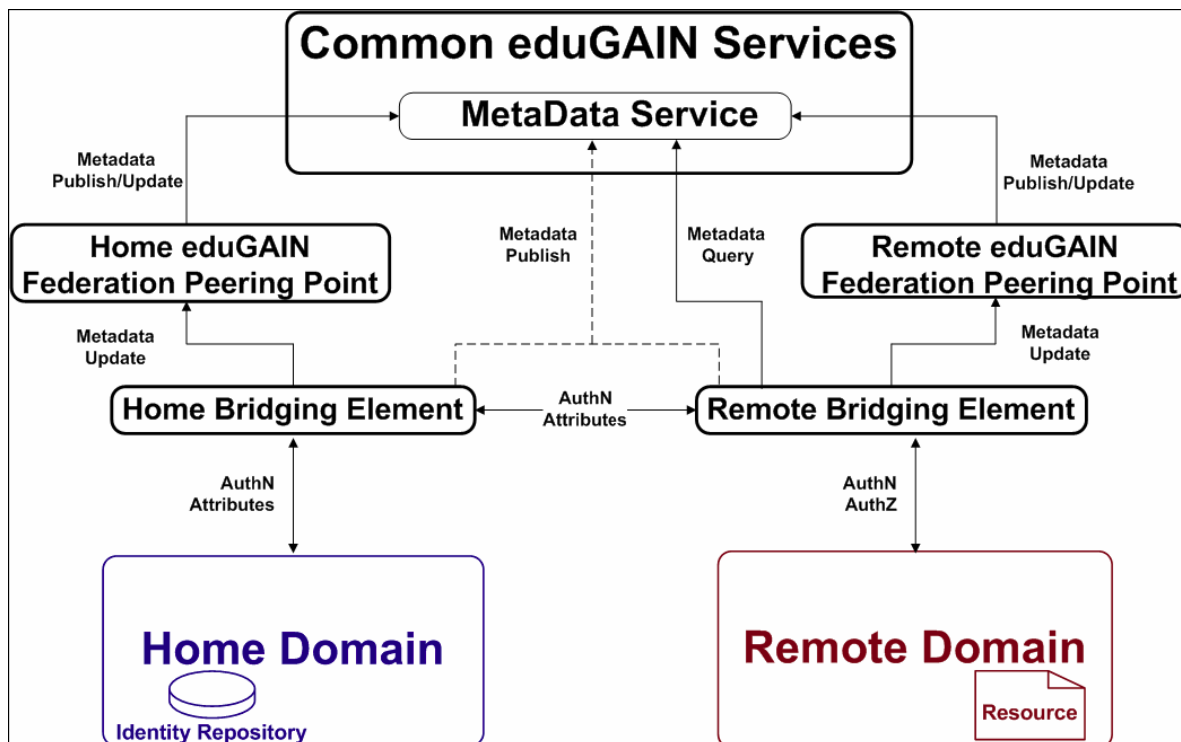 Common eduGAIN Services
MetaData Service
Metadata
Publish/Update
Metadata
Publish/Update
Home eduGAIN
Federation Peering Point
Metadata
Publish
Metadata
Query
Remote eduGAIN
Federation Peering Point
Metadata
Update
Metadata
Update
Home Bridging Element
AuthN
Attributes
Remote Bridging Element
AuthN
Attributes
AuthN
AuthZ
Home Domain
Identity Repository
Remote Domain
Resource